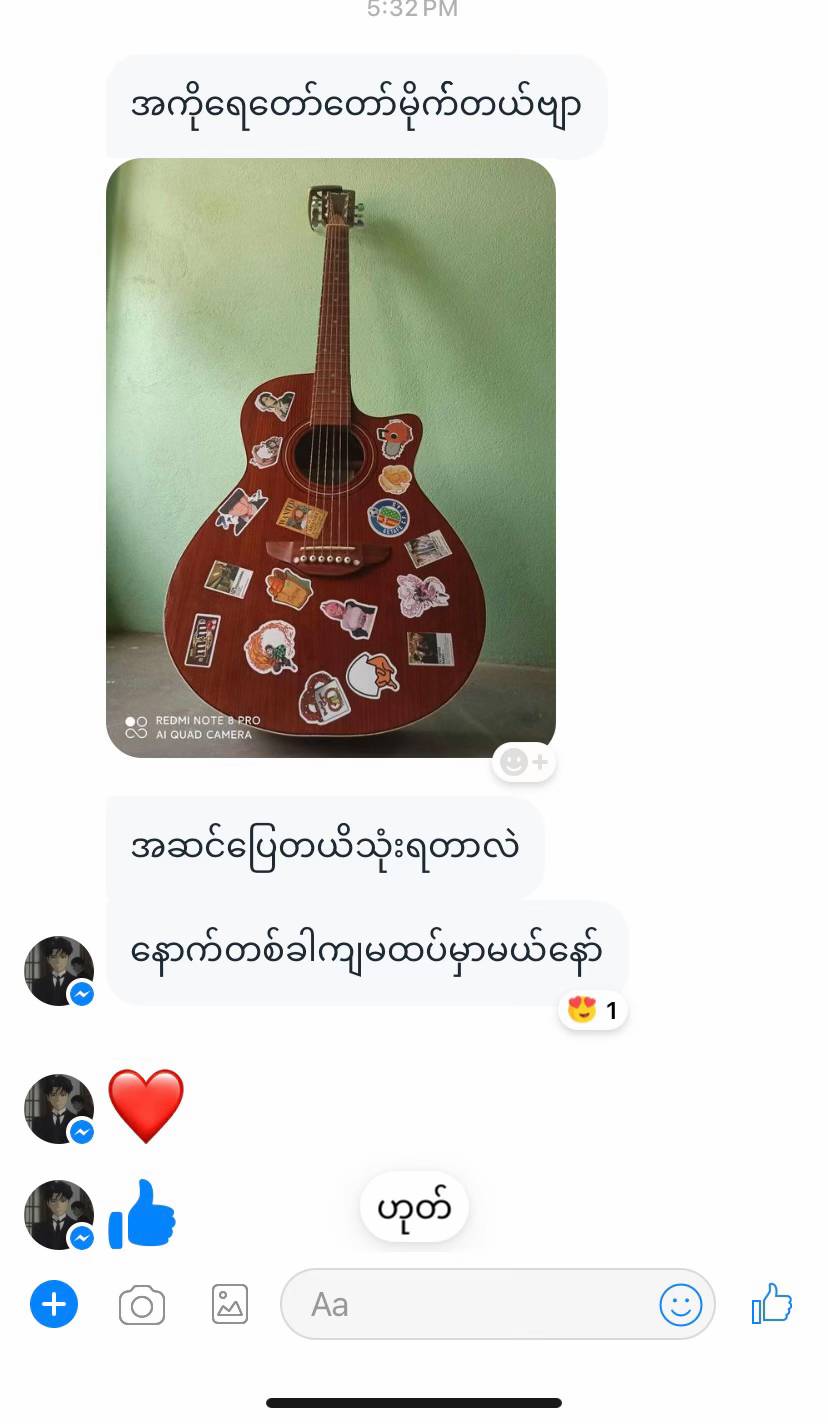 5:32 PM
အကိုရေတော်တော်မိုက်တယ်ဗျာ
WANTED
REDMI NOTE 8 PRO
AI QUAD CAMERA
အဆင်ပြေတယိသုံးရတာလဲ
နောက်တစ်ခါကျမထပ်မှာမယ်နော်
1
ဟုတ်
Aa